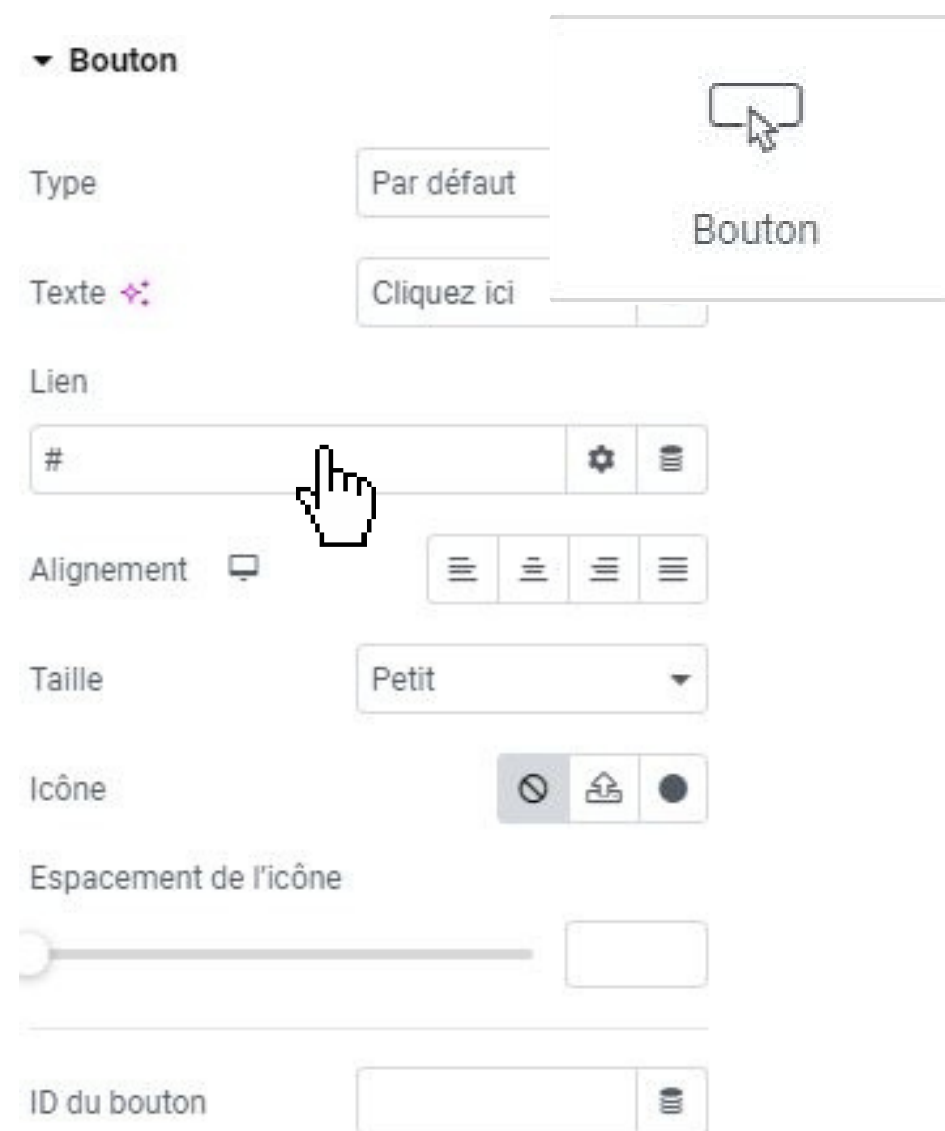 Bouton
Type
Par défaut
Bouton
Texte
Cliquez ici
Lien
#
Alignement
Taille
Petit
Icône
Espacement de l'icône
ID du bouton